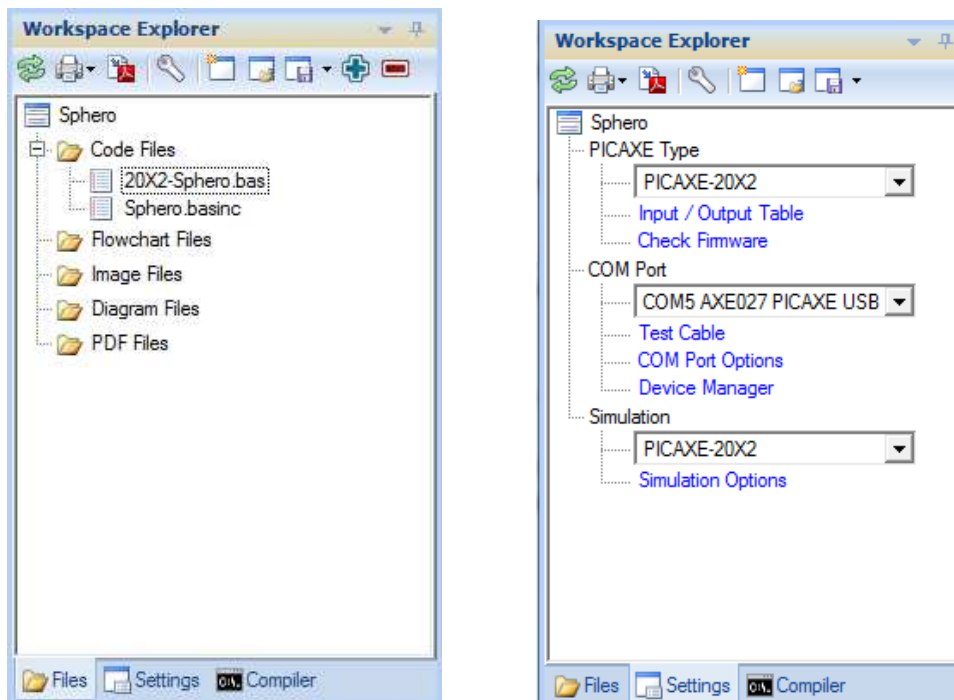 Workspace Explorer
Sphero
Code Files
20X2-Sphero.bas
Sphero.basinc
Flowchart Files
Image Files
Diagram Files
PDF Files
Files Settings Compiler
Workspace Explorer
Sphero
PICAXE Type
PICAXE-20X2
Input / Output Table
Check Firmware
COM Port
COM5 AXE027 PICAXE USB
Test Cable
COM Port Options
Device Manager
Simulation
PICAXE-20X2
Simulation Options
Files Settings Compiler